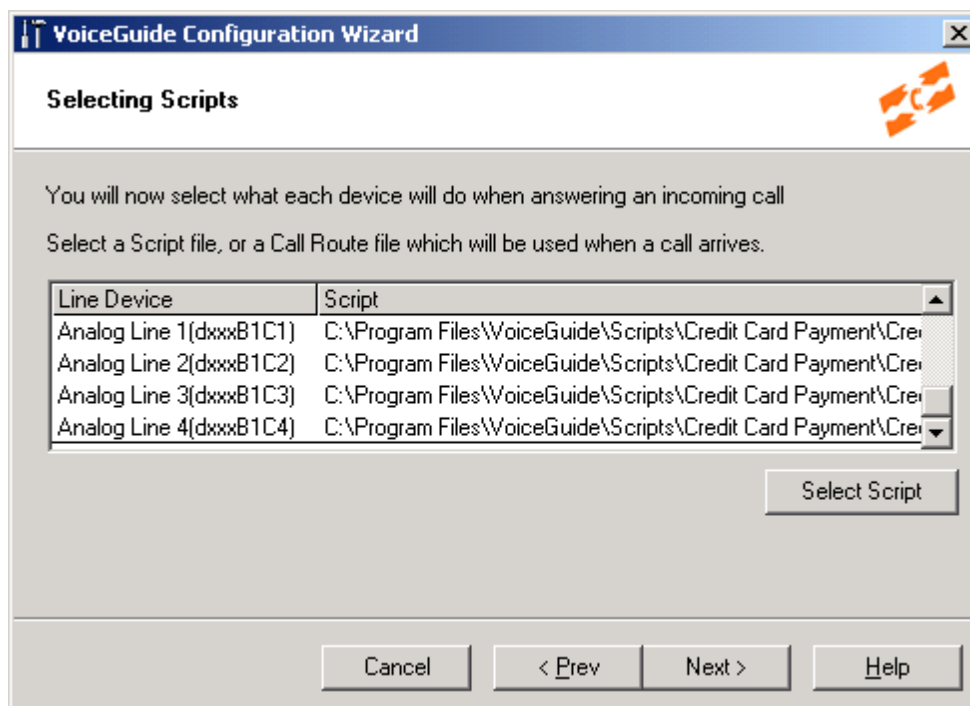 VoiceGuide Configuration Wizard
Selecting Scripts
You will now select what each device will do when answering an incoming call
Select a Script file, or a Call Route file which will be used when a call arrives.
Line Device Script
Analog Line 1(dxxxB1C1) C:\Program Files\VoiceGuide\Scripts\Credit Card Payment\Cre
Analog Line 2(dxxxB1C2) C:\Program Files\VoiceGuide\Scripts\Credit Card Payment\Cre
Analog Line 3(dxxxB1C3) C:\Program Files\VoiceGuide\Scripts\Credit Card Payment\Cre
Analog Line 4(dxxxB1C4) C:\Program Files\VoiceGuide\Scripts\Credit Card Payment\Cre
Select Script
Cancel < Prev Next > Help